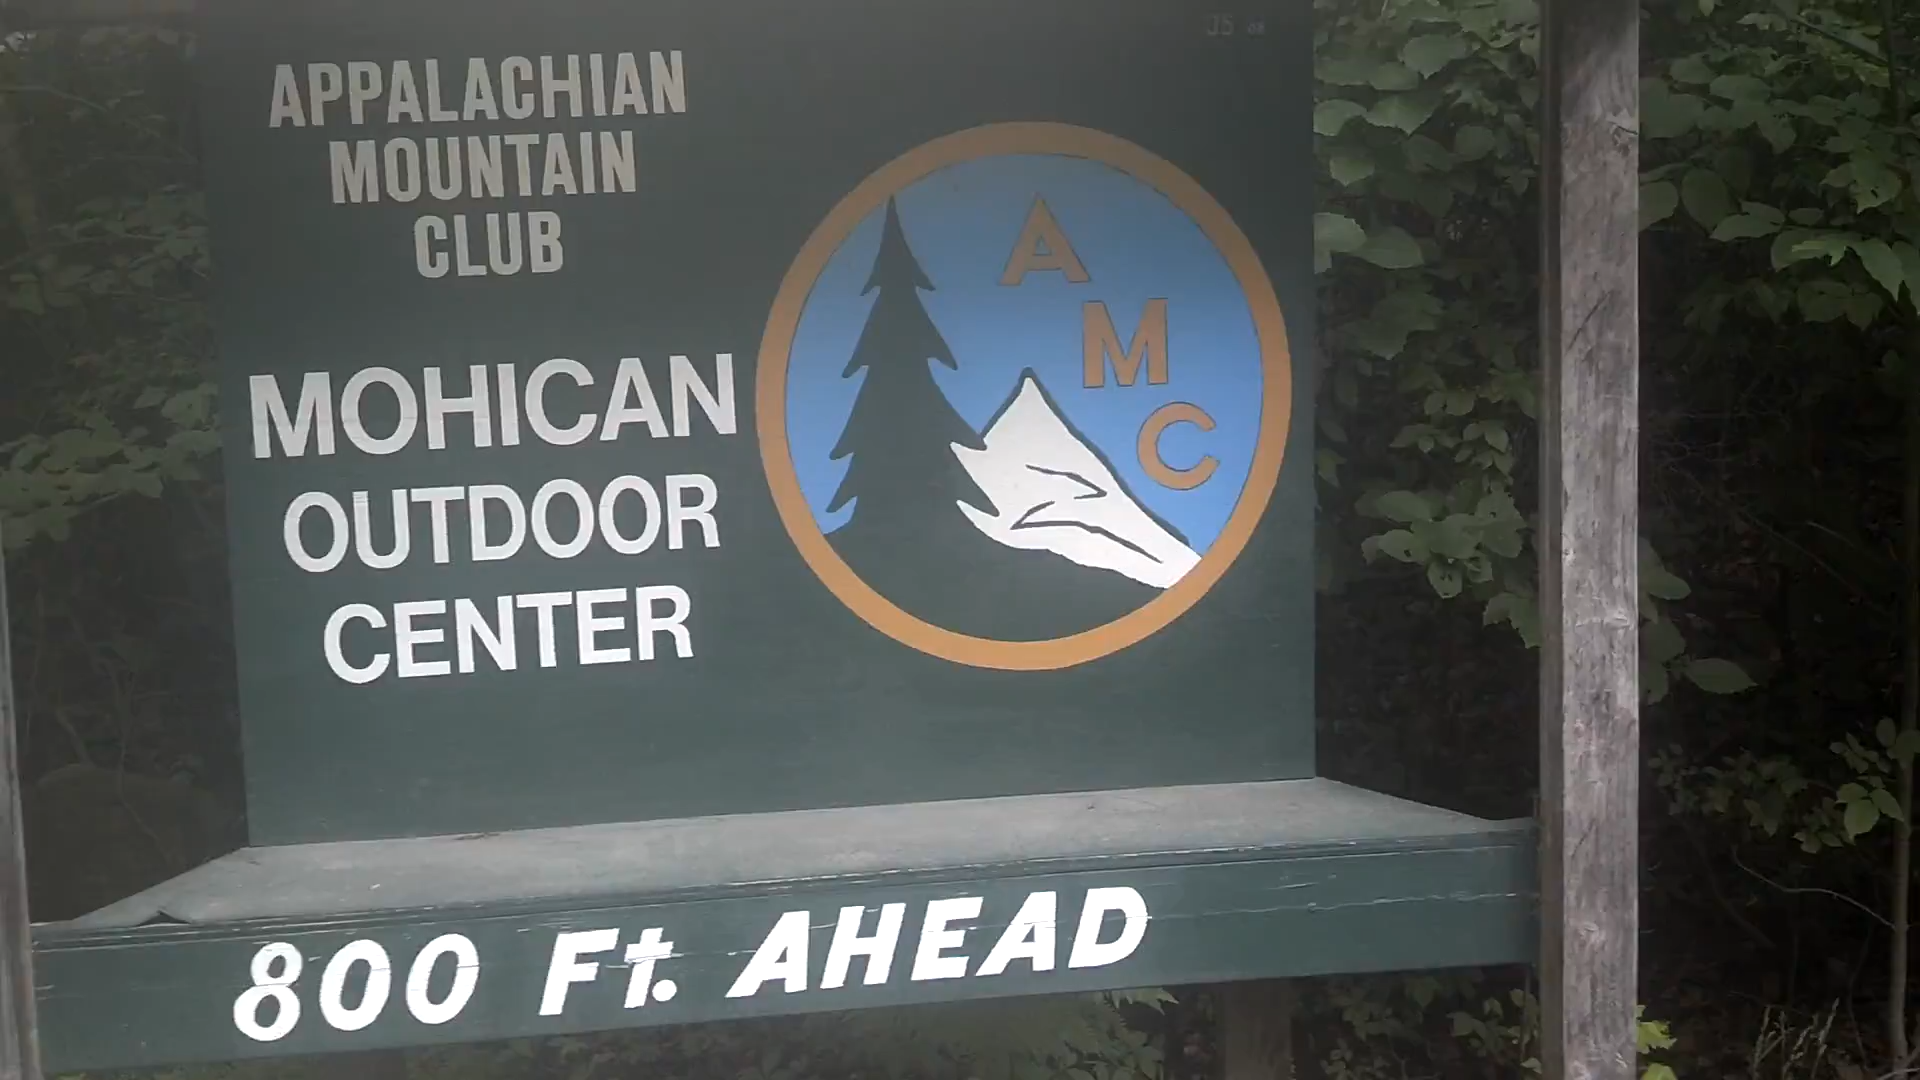 APPALACHIAN
MOUNTAIN
CLUB
MOHICAN
OUTDOOR
CENTER
A
M
C
800 Ft. AHEAD